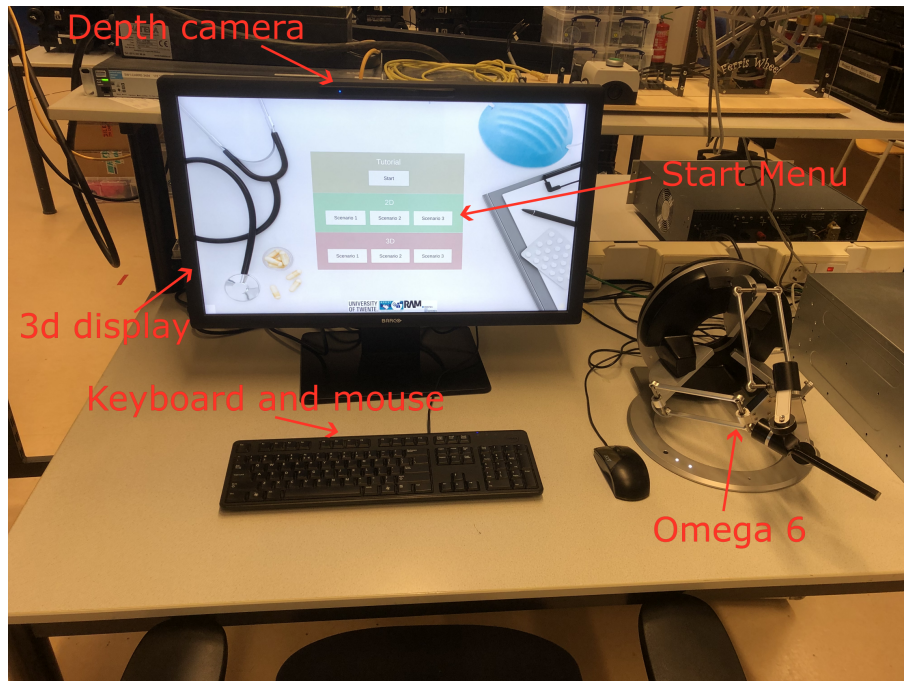 Depth camera
Ferris Wheel
Tutorial
Start
Start Menu
2D
Scenario 1 Scenario 2 Scenario 3
3D
Scenario 1 Scenario 2 Scenario 3
3d display
UNIVERSITY
OF TWENTE
RAM
Keyboard and mouse
Omega 6